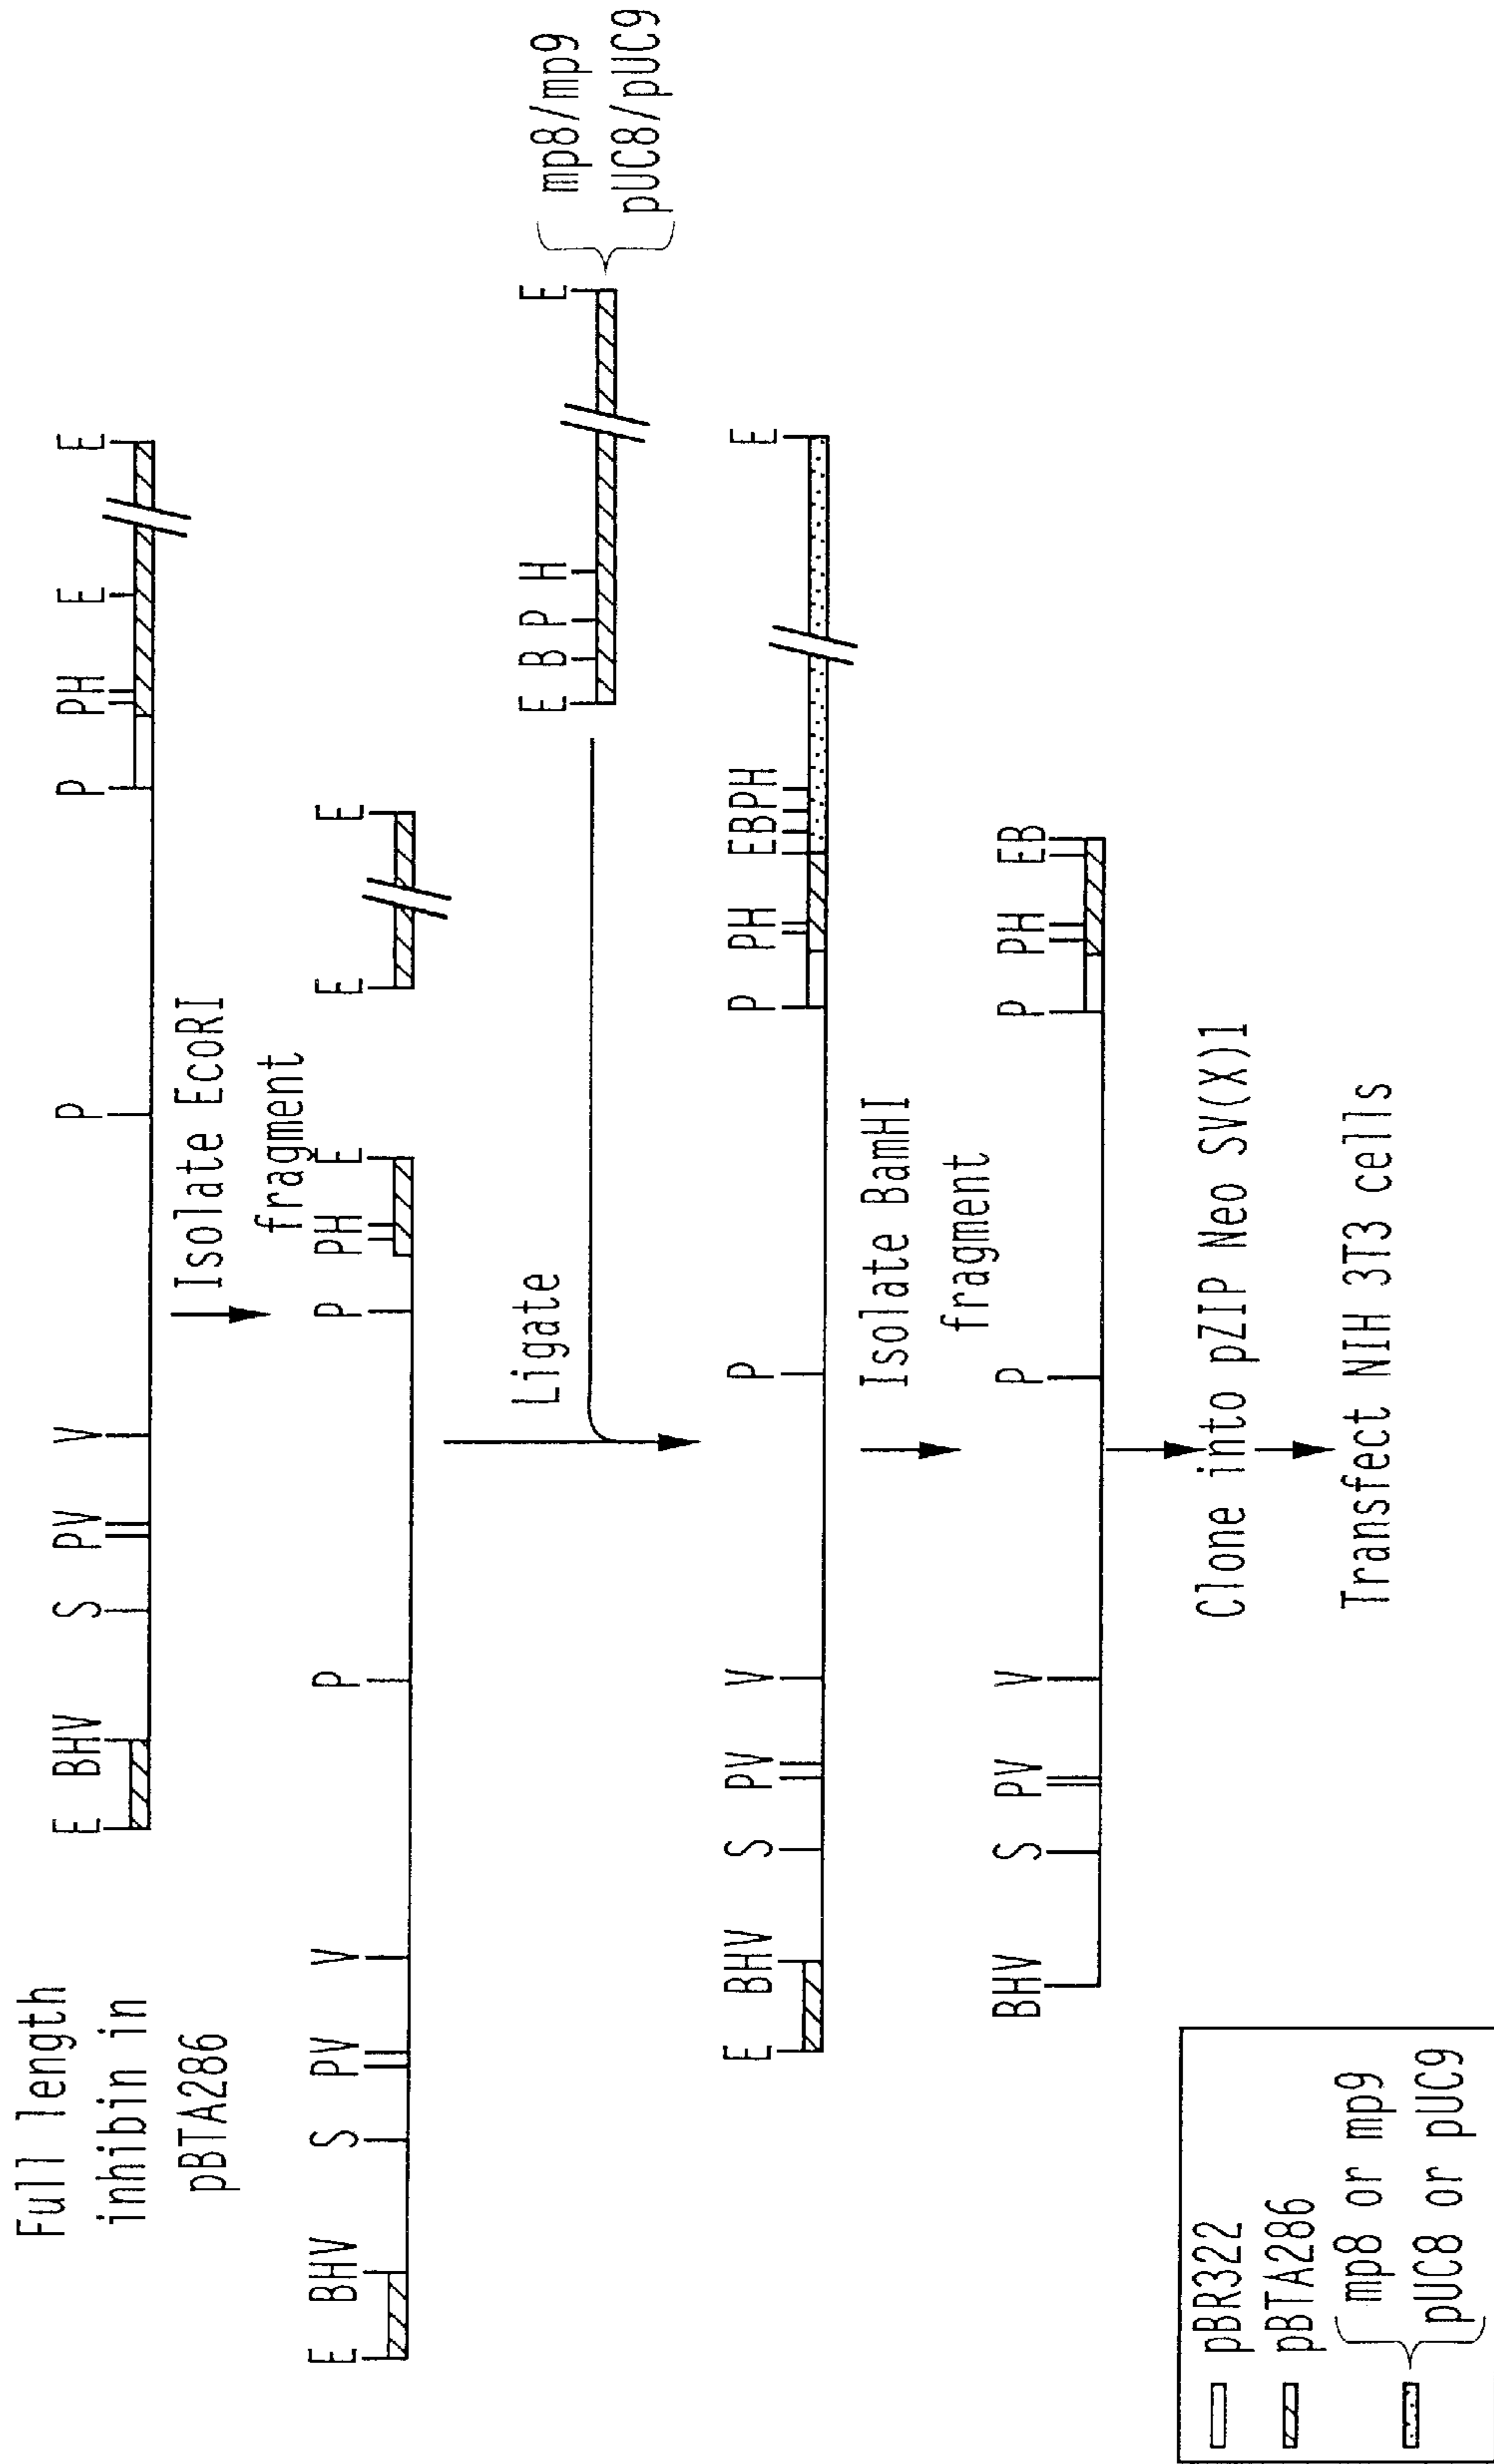 Full length
inhibin in
pBTA286
E BHV S PV V P P PH E E
Isolate EcoRI
fragment
E BHV S PV V P P PH E E E
Ligate
E B P H E
mp8/mp9
pUC8/pUC9
E BHV S PV V P P PH EBPH E
Isolate BamHI
fragment
BHV S PV V P P PH EB
Clone into pZIP Neo SV(X)1
Transfect NIH 3T3 cells
pBR322
pBTA286
mp8 or mp9
pUC8 or pUC9